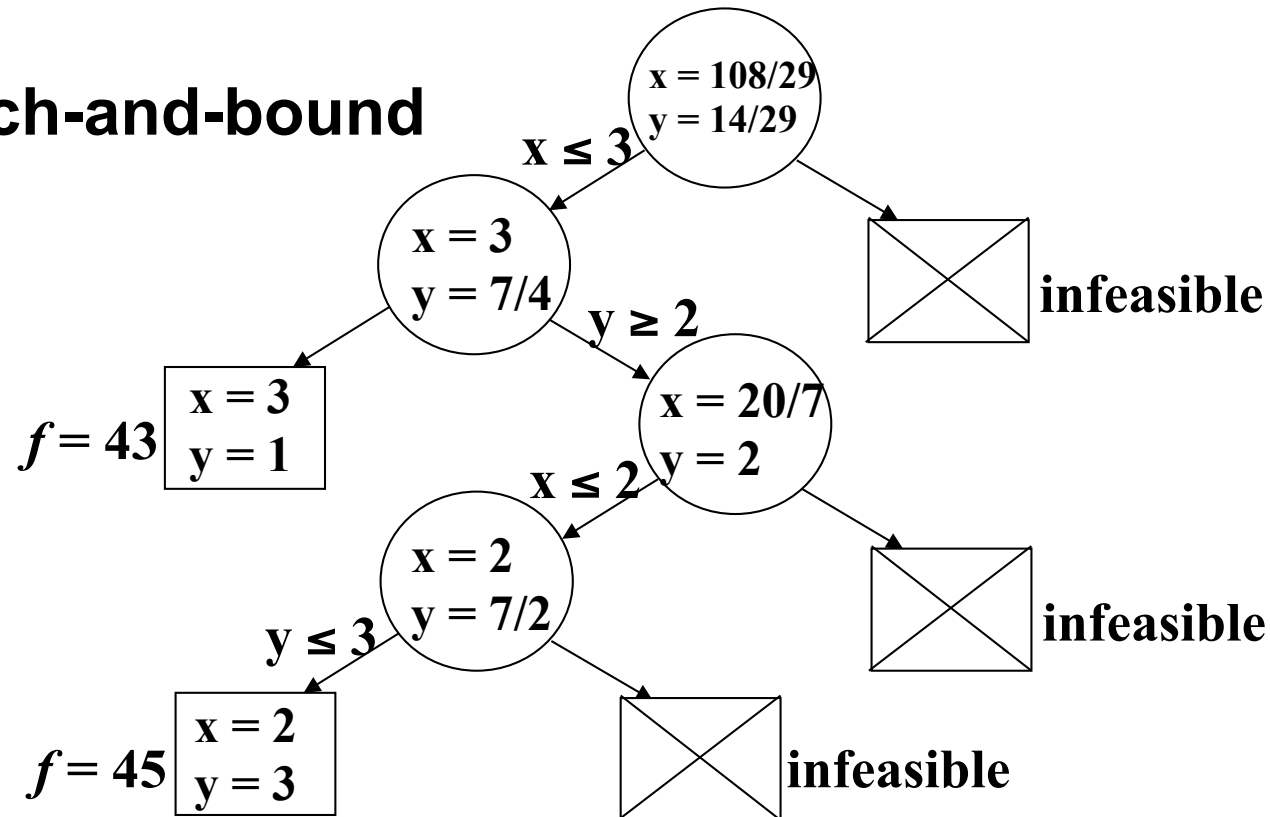 ch-and-bound
x = 108/29
y = 14/29
x ≤ 3
x = 3
y = 7/4
infeasible
y ≥ 2
x = 3
y = 1
f = 43
x = 20/7
y = 2
x ≤ 2
x = 2
y = 7/2
infeasible
y ≤ 3
x = 2
y = 3
f = 45
infeasible